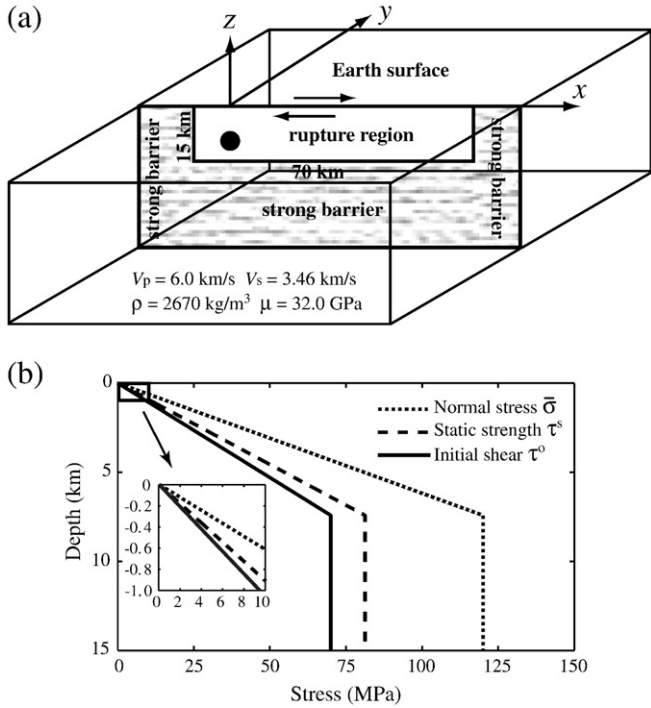 (a)
z
y
Earth surface
x
rupture region
15 km
70 km
strong barrier
strong barrier
strong barrier
Vp = 6.0 km/s Vs = 3.46 km/s
ρ = 2670 kg/m³ μ = 32.0 GPa
(b)
0
5
10
15
Depth (km)
Normal stress σ̄
Static strength τˢ
Initial shear τᵒ
0
-0.2
-0.4
-0.6
-0.8
-1.0
0 2 4 6 8 10
0 25 50 75 100 125 150
Stress (MPa)